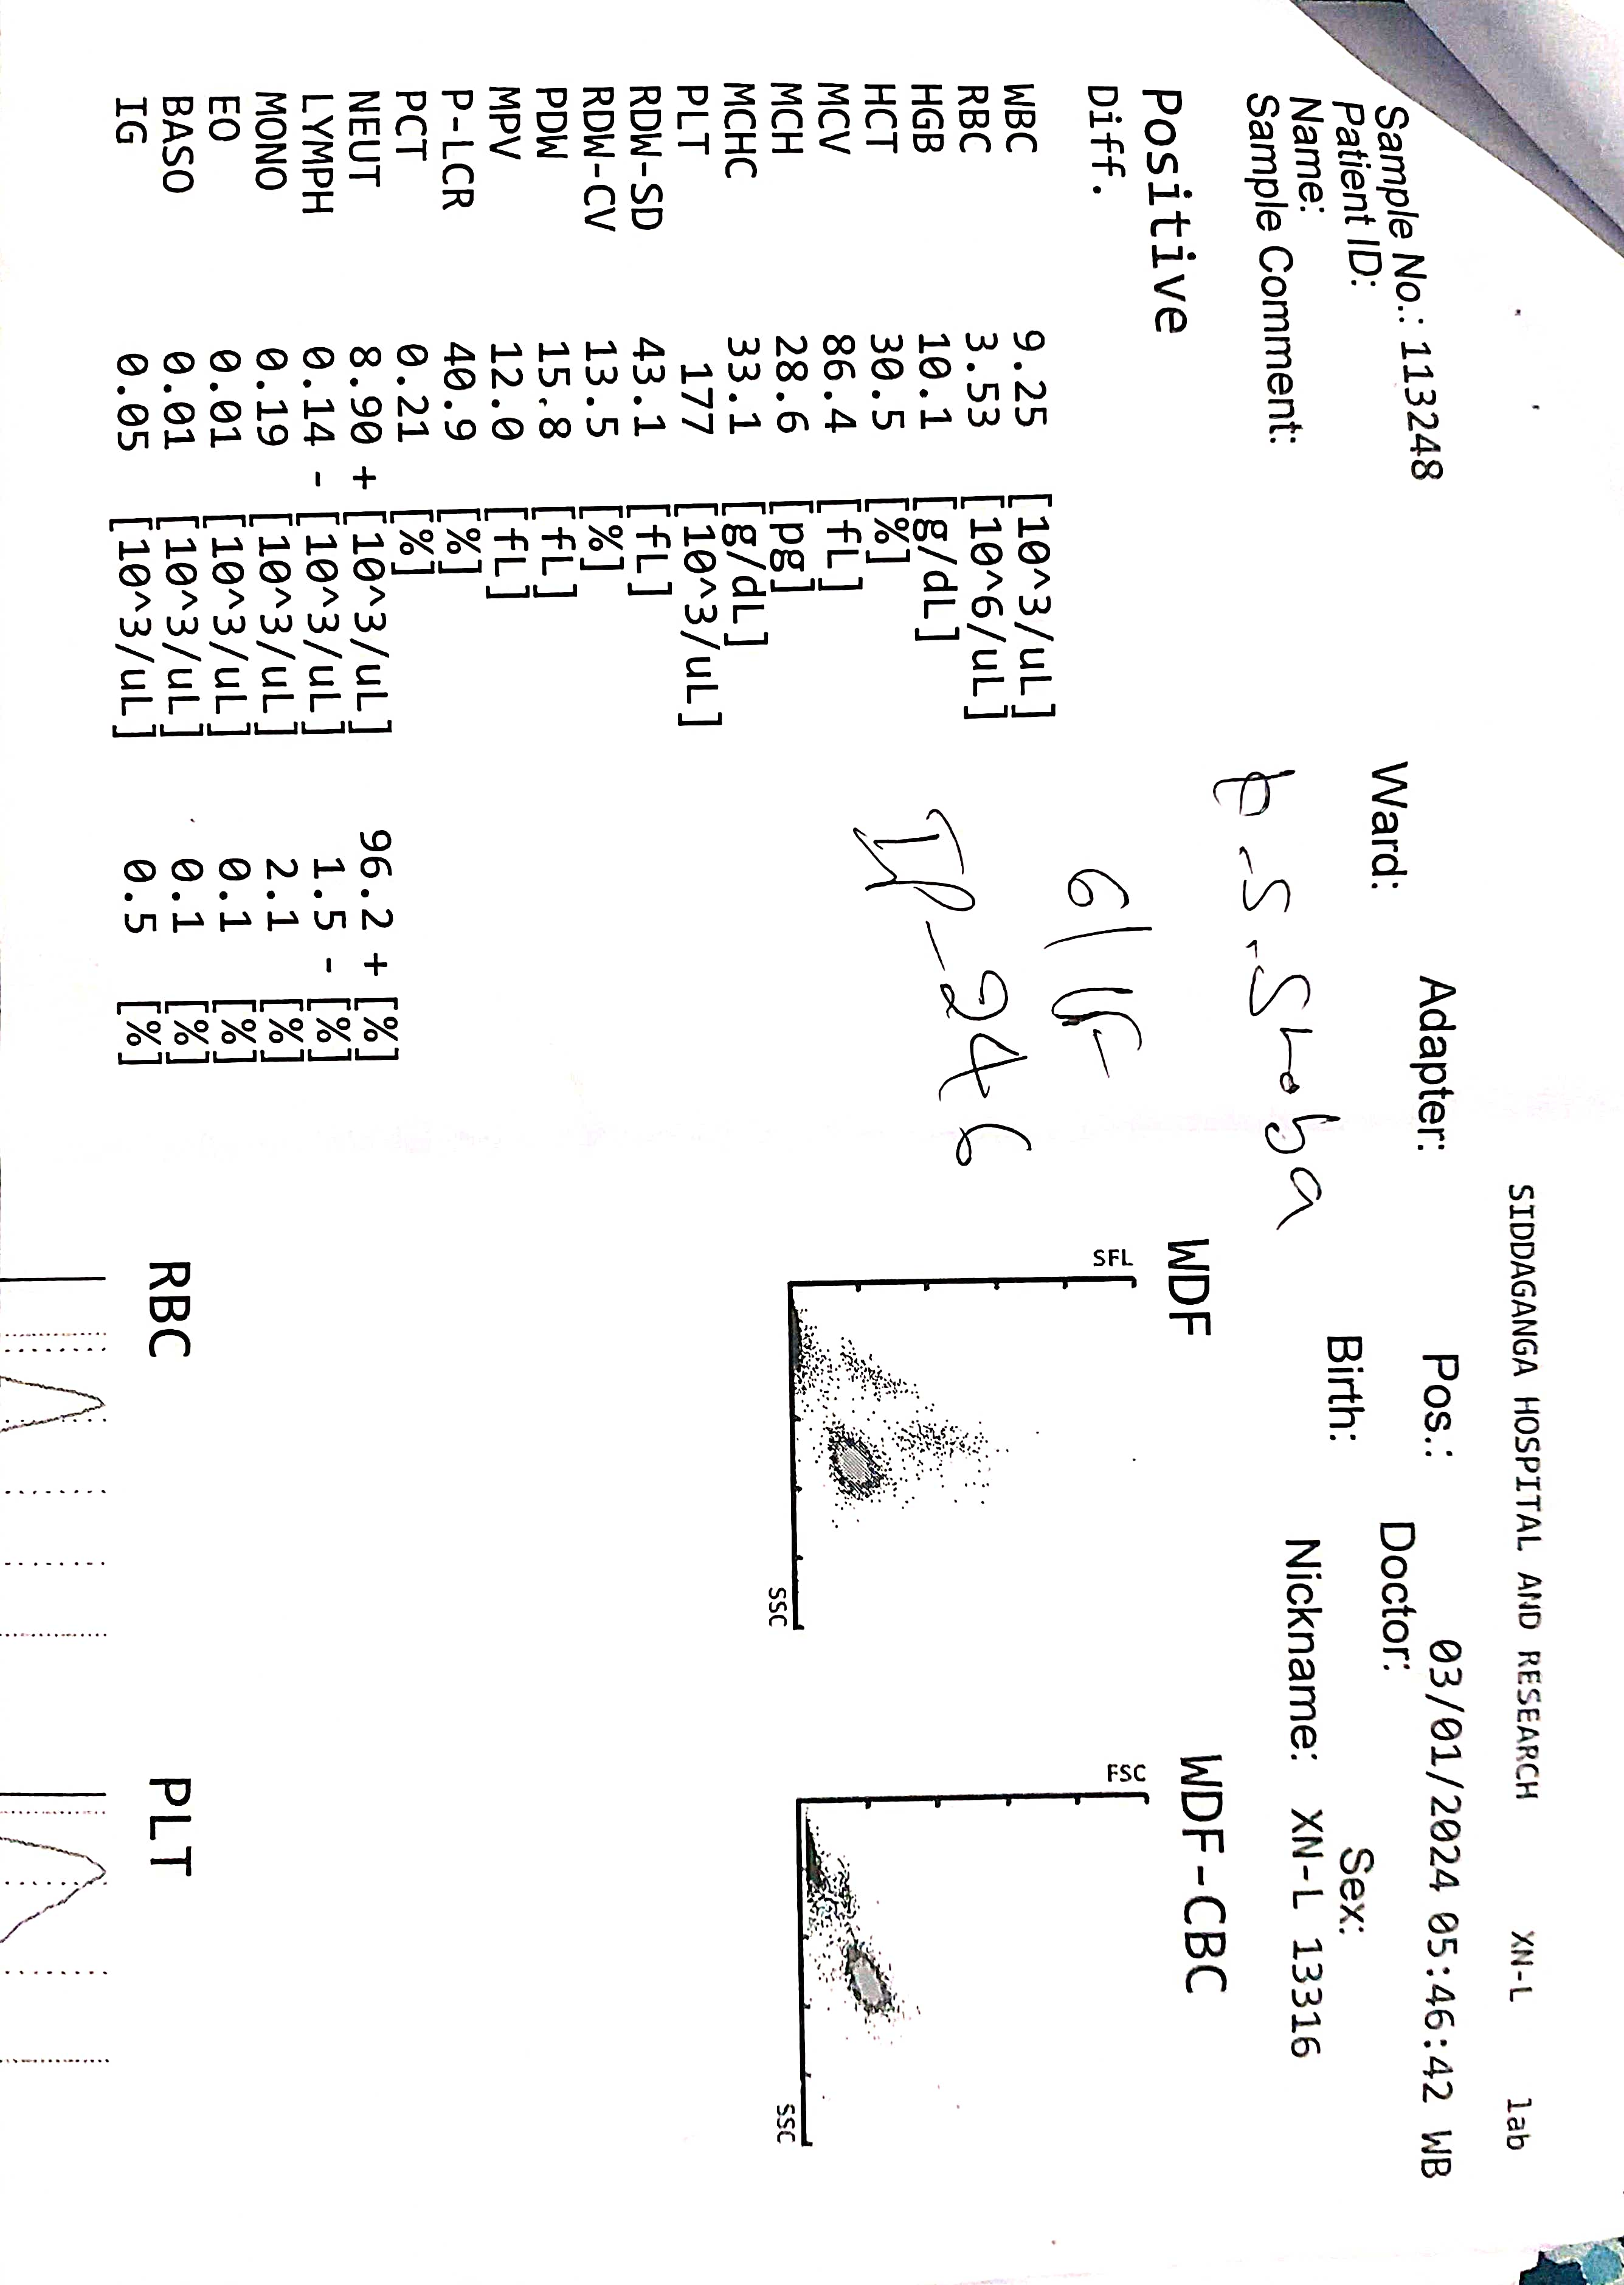 SIDDAGANGA HOSPITAL AND RESEARCH XN-L lab
Sample No.: 113248 Adapter: Pos.: 03/01/2024 05:46:42 WB
Patient ID: Ward: Doctor:
Name: Birth: Sex:
Sample Comment: Nickname: XN-L 13316
S. Shoba
Positive
Diff.
WDF WDF-CBC
SFL FSC
SSC SSC
IP-246
WBC 9.25 [10^3/uL]
RBC 3.53 [10^6/uL]
HGB 10.1 [g/dL]
HCT 30.5 [%]
MCV 86.4 [fL]
MCH 28.6 [pg]
MCHC 33.1 [g/dL]
PLT 177 [10^3/uL]
RDW-SD 43.1 [fL]
RDW-CV 13.5 [%]
PDW 15.8 [fL]
MPV 12.0 [fL]
P-LCR 40.9 [%]
PCT 0.21 [%]
NEUT 8.90 + [10^3/uL] 96.2 + [%]
LYMPH 0.14 - [10^3/uL] 1.5 - [%]
MONO 0.19 [10^3/uL] 2.1 [%]
EO 0.01 [10^3/uL] 0.1 [%]
BASO 0.01 [10^3/uL] 0.1 [%]
IG 0.05 [10^3/uL] 0.5 [%]
RBC PLT